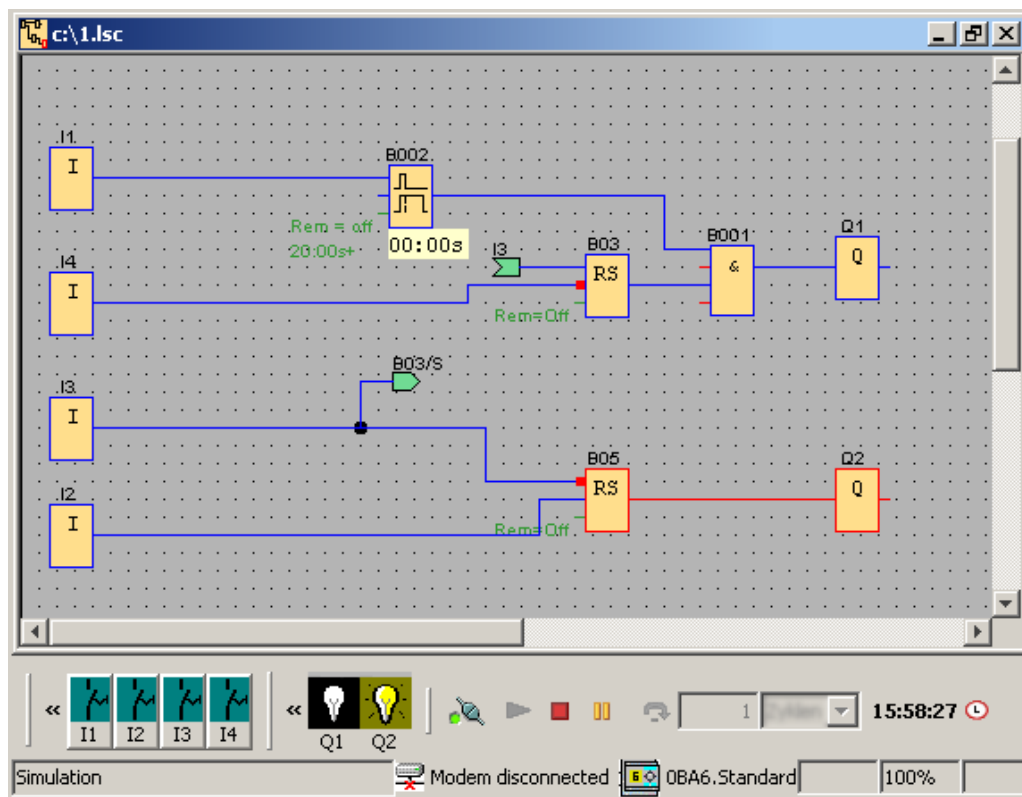 c:\1.lsc
I1
I
B002
Rem = off
20:00s+
00:00s
I4
I
I3
B03
RS
Rem=Off
B001
&
Q1
Q
B03/S
I3
I
B05
RS
Rem=Off
Q2
Q
I2
I
« I1 I2 I3 I4 « Q1 Q2 1 15:58:27
Simulation Modem disconnected 0BA6.Standard 100%